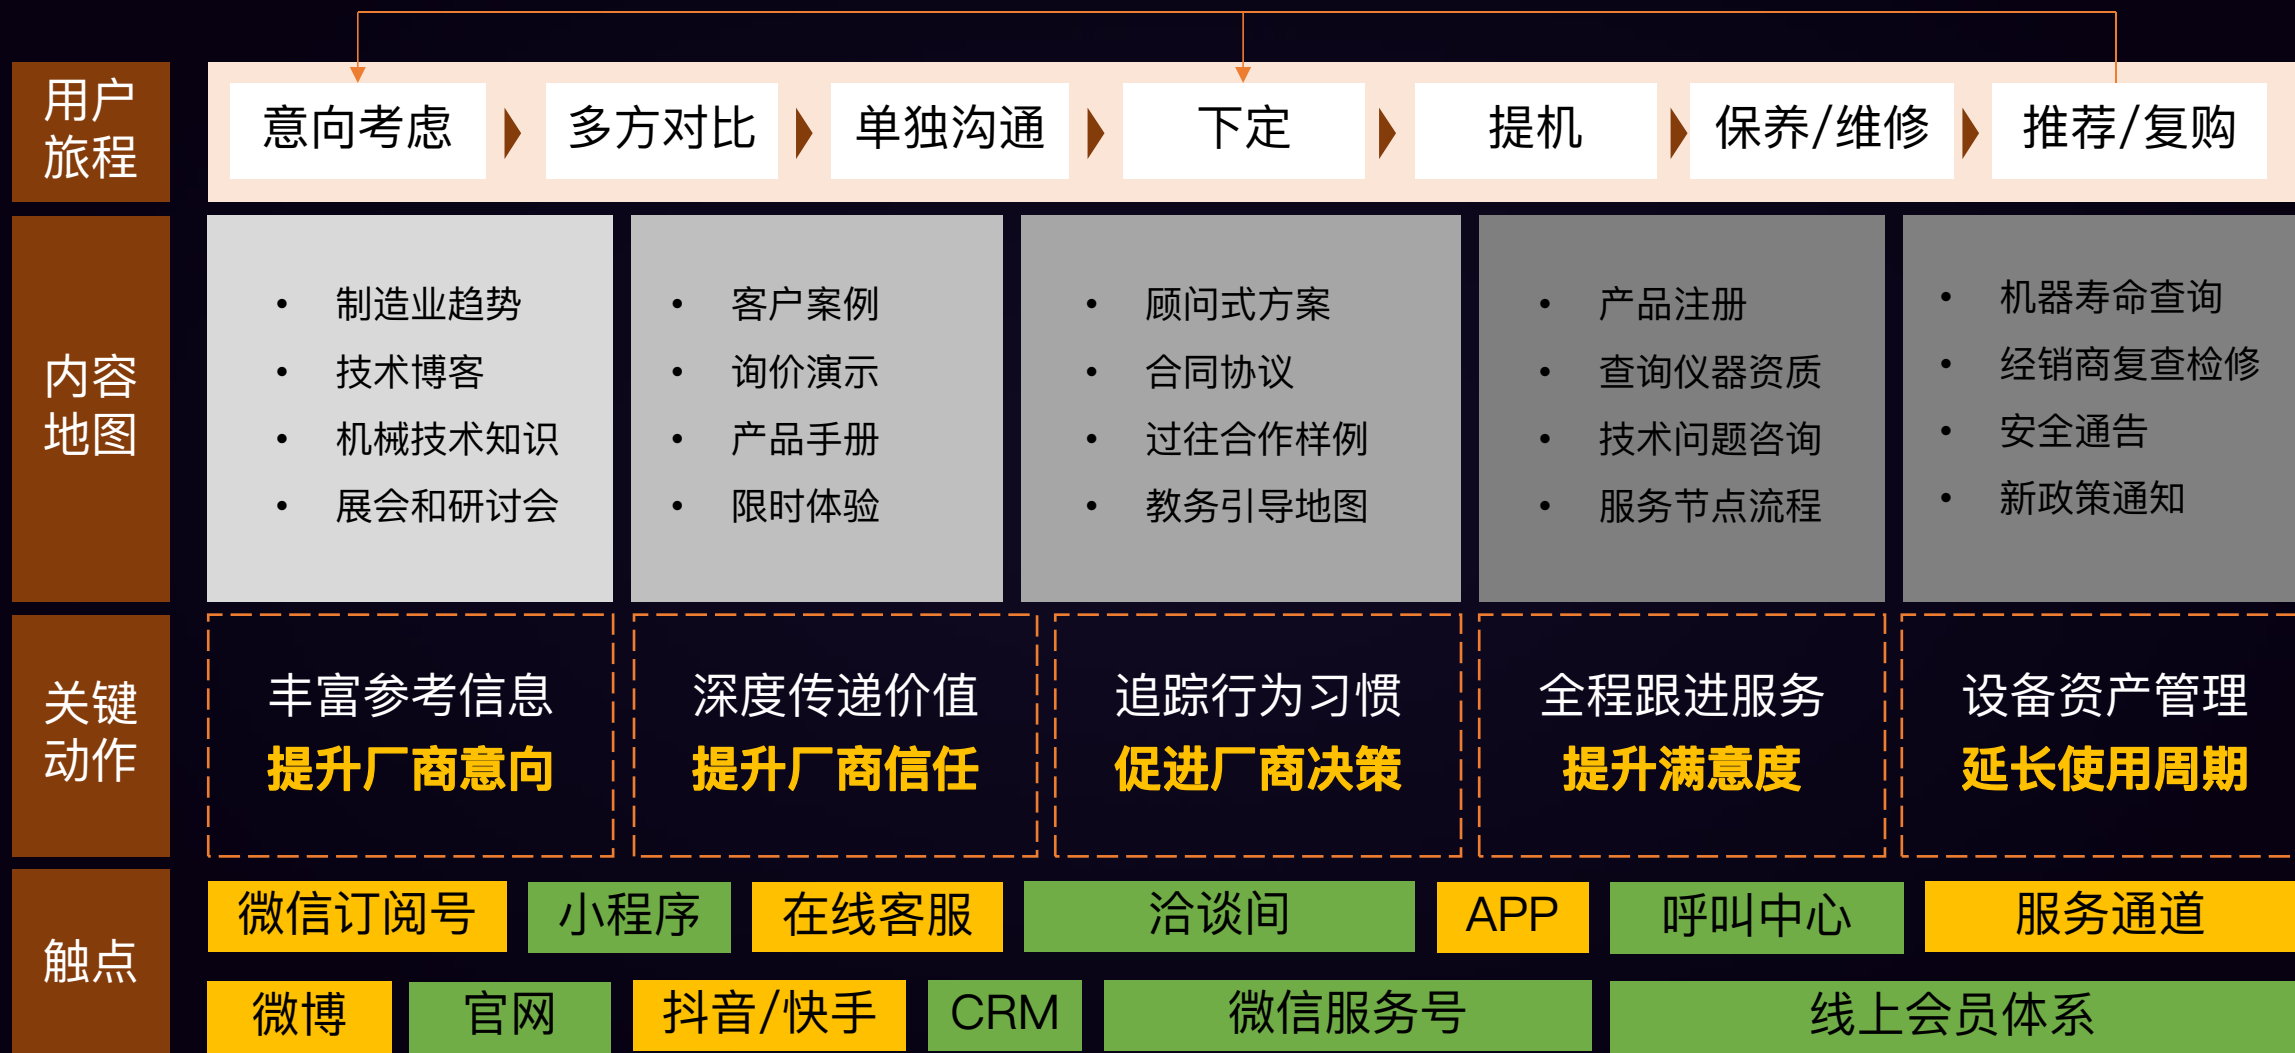 用户
旅程
意向考虑
多方对比
单独沟通
下定
提机
保养/维修
推荐/复购
内容
地图
• 制造业趋势
• 技术博客
• 机械技术知识
• 展会和研讨会
• 客户案例
• 询价演示
• 产品手册
• 限时体验
• 顾问式方案
• 合同协议
• 过往合作样例
• 教务引导地图
• 产品注册
• 查询仪器资质
• 技术问题咨询
• 服务节点流程
• 机器寿命查询
• 经销商复查检修
• 安全通告
• 新政策通知
关键
动作
丰富参考信息
提升厂商意向
深度传递价值
提升厂商信任
追踪行为习惯
促进厂商决策
全程跟进服务
提升满意度
设备资产管理
延长使用周期
触点
微信订阅号
小程序
在线客服
洽谈间
APP
呼叫中心
服务通道
微博
官网
抖音/快手
CRM
微信服务号
线上会员体系